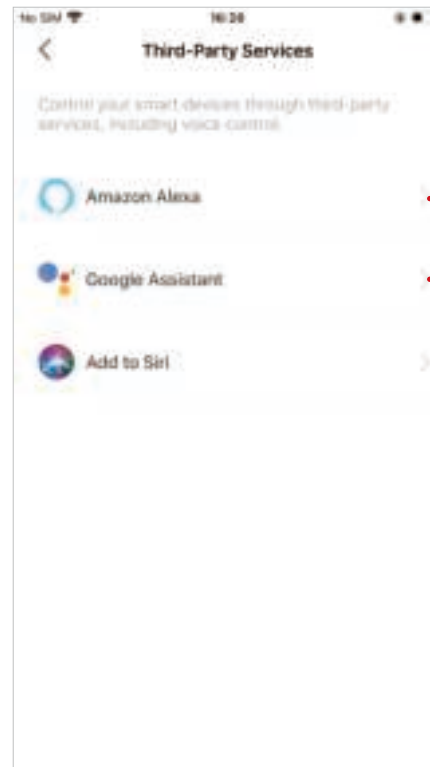 No SIM
16:20
Third-Party Services
Control your smart devices through third-party
services, including voice control.
Amazon Alexa
Google Assistant
Add to Siri